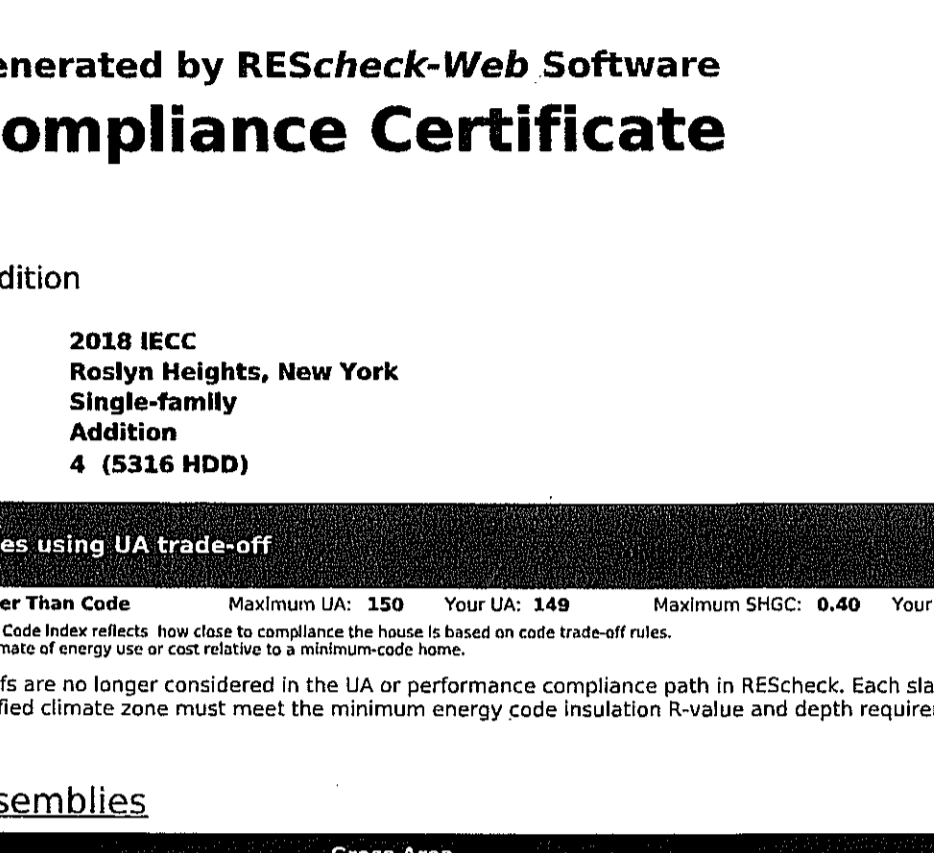 enerated by REScheck-Web Software
ompliance Certificate
dition
2018 IECC
Roslyn Heights, New York
Single-family
Addition
4 (5316 HDD)
es using UA trade-off
er Than Code Maximum UA: 150 Your UA: 149 Maximum SHGC: 0.40 Your
Code Index reflects how close to compliance the house is based on code trade-off rules.
mate of energy use or cost relative to a minimum-code home.
fs are no longer considered in the UA or performance compliance path in REScheck. Each sla
fied climate zone must meet the minimum energy code insulation R-value and depth require
semblies
Gross Area